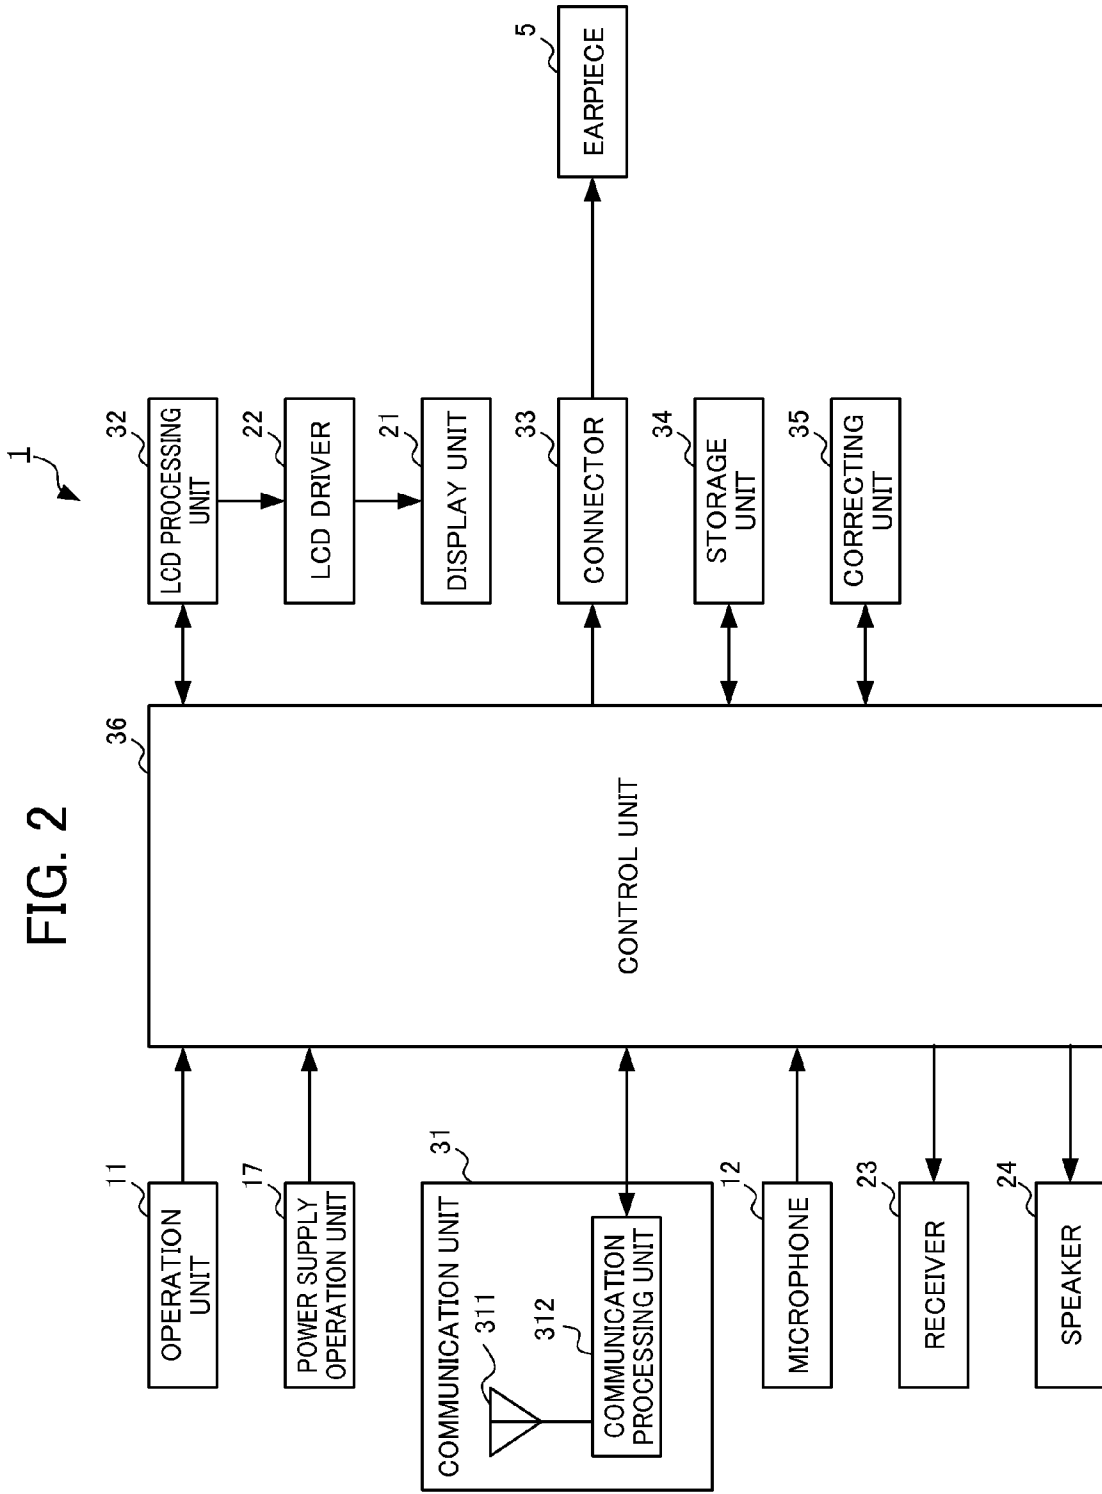 FIG. 2
1
11
OPERATION
UNIT
17
POWER SUPPLY
OPERATION UNIT
31
COMMUNICATION UNIT
311
312
COMMUNICATION
PROCESSING UNIT
12
MICROPHONE
23
RECEIVER
24
SPEAKER
36
CONTROL UNIT
32
LCD PROCESSING
UNIT
22
LCD DRIVER
21
DISPLAY UNIT
33
CONNECTOR
34
STORAGE
UNIT
35
CORRECTING
UNIT
5
EARPIECE